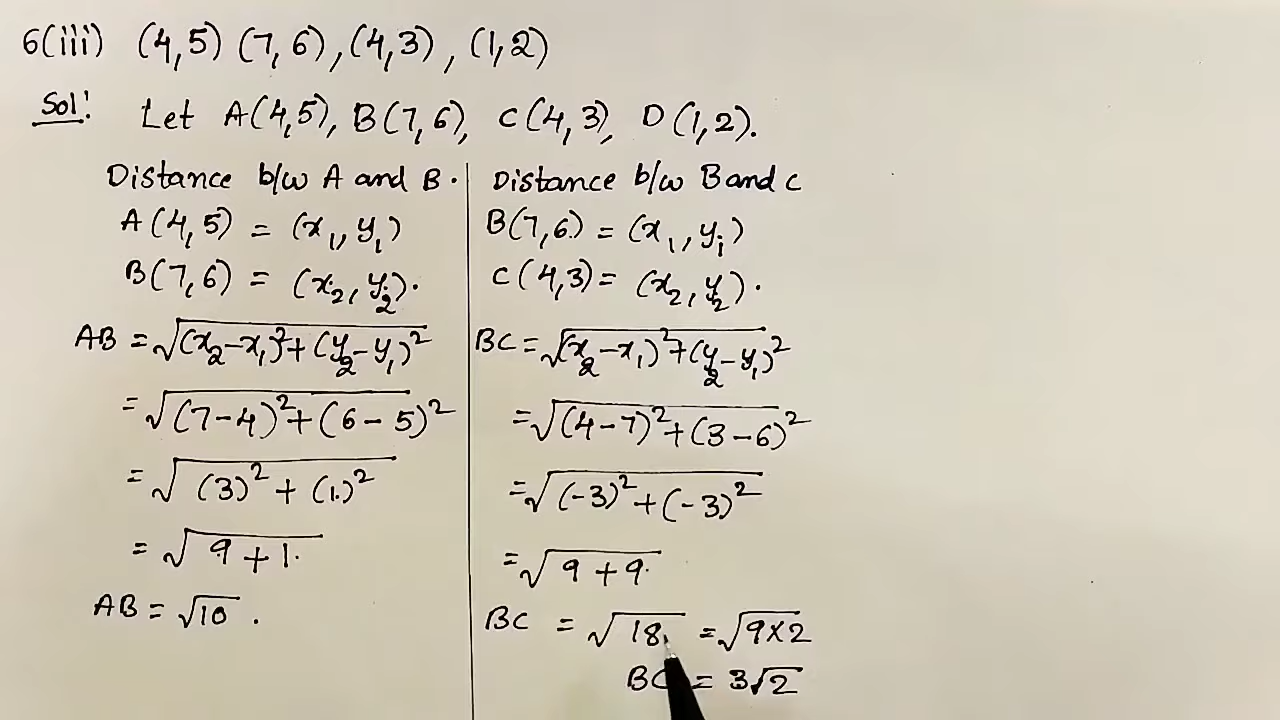 6(iii) (4,5) (7,6), (4,3), (1,2)
Sol: Let A(4,5), B(7,6), C(4,3), D(1,2).
Distance b/w A and B.
A(4,5) = (x₁, y₁)
B(7,6) = (x₂, y₂).
AB = √(x₂-x₁)²+(y₂-y₁)²
= √(7-4)²+(6-5)²
= √(3)²+(1)²
= √9+1
AB = √10.
Distance b/w B and C
B(7,6) = (x₁, y₁)
C(4,3) = (x₂, y₂).
BC = √(x₂-x₁)²+(y₂-y₁)²
= √(4-7)²+(3-6)²
= √(-3)²+(-3)²
= √9+9
BC = √18 = √9×2
BC = 3√2